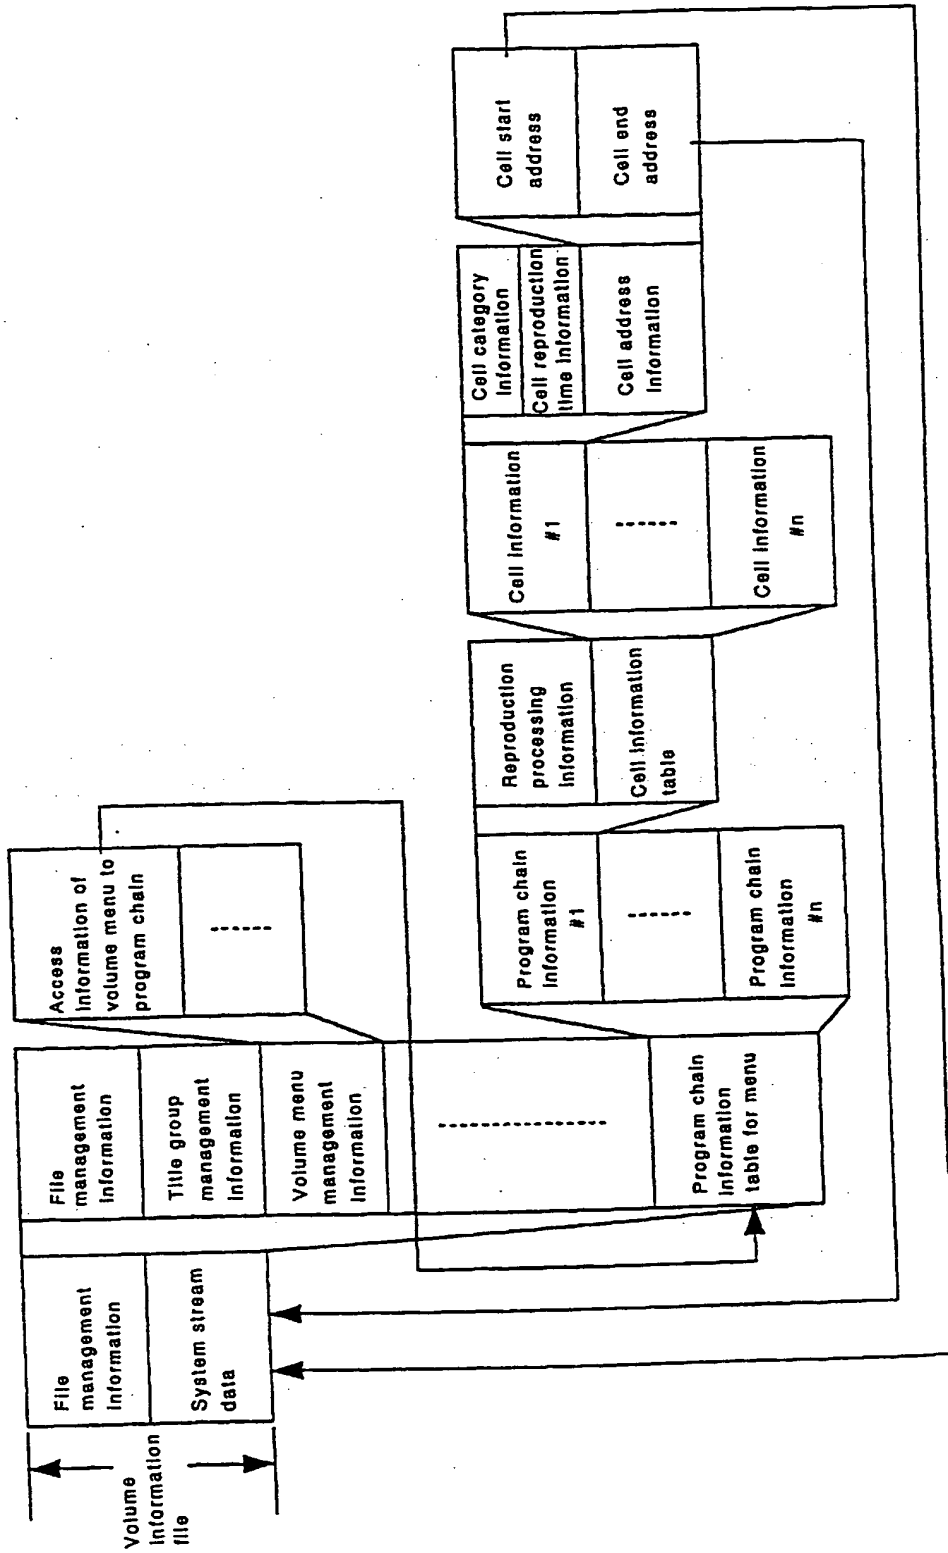 Volume
Information
file
File
management
Information
System stream
data
File
management
Information
Title group
management
Information
Volume menu
management
Information
Program chain
Information
table for menu
Access
Information of
volume menu to
program chain
Program chain
Information
#1
Program chain
Information
#n
Reproduction
processing
Information
Cell Information
table
Cell Information
#1
Cell Information
#n
Cell category
Information
Cell reproduction
time Information
Cell address
Information
Cell start
address
Cell end
address